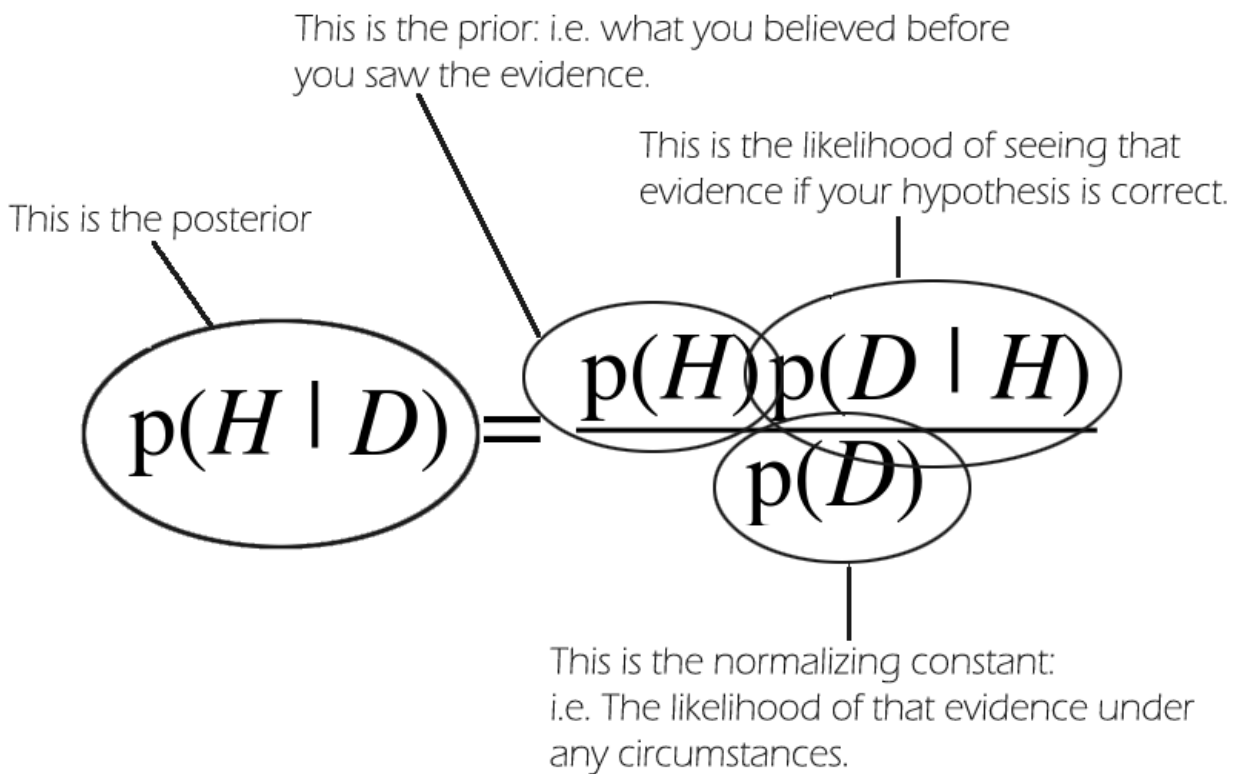 This is the prior: i.e. what you believed before
you saw the evidence.
This is the likelihood of seeing that
evidence if your hypothesis is correct.
This is the posterior
p(H | D) = p(H) p(D | H)
p(D)
This is the normalizing constant:
i.e. The likelihood of that evidence under
any circumstances.